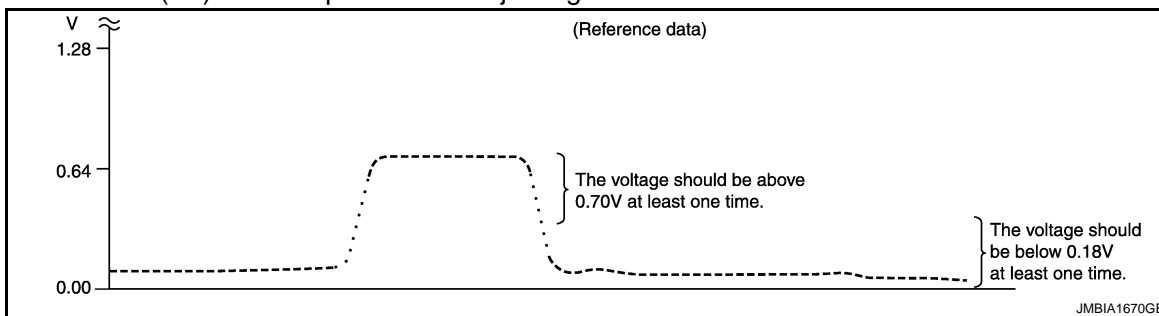 V
(Reference data)
1.28
0.64
The voltage should be above
0.70V at least one time.
The voltage should
be below 0.18V
at least one time.
0.00